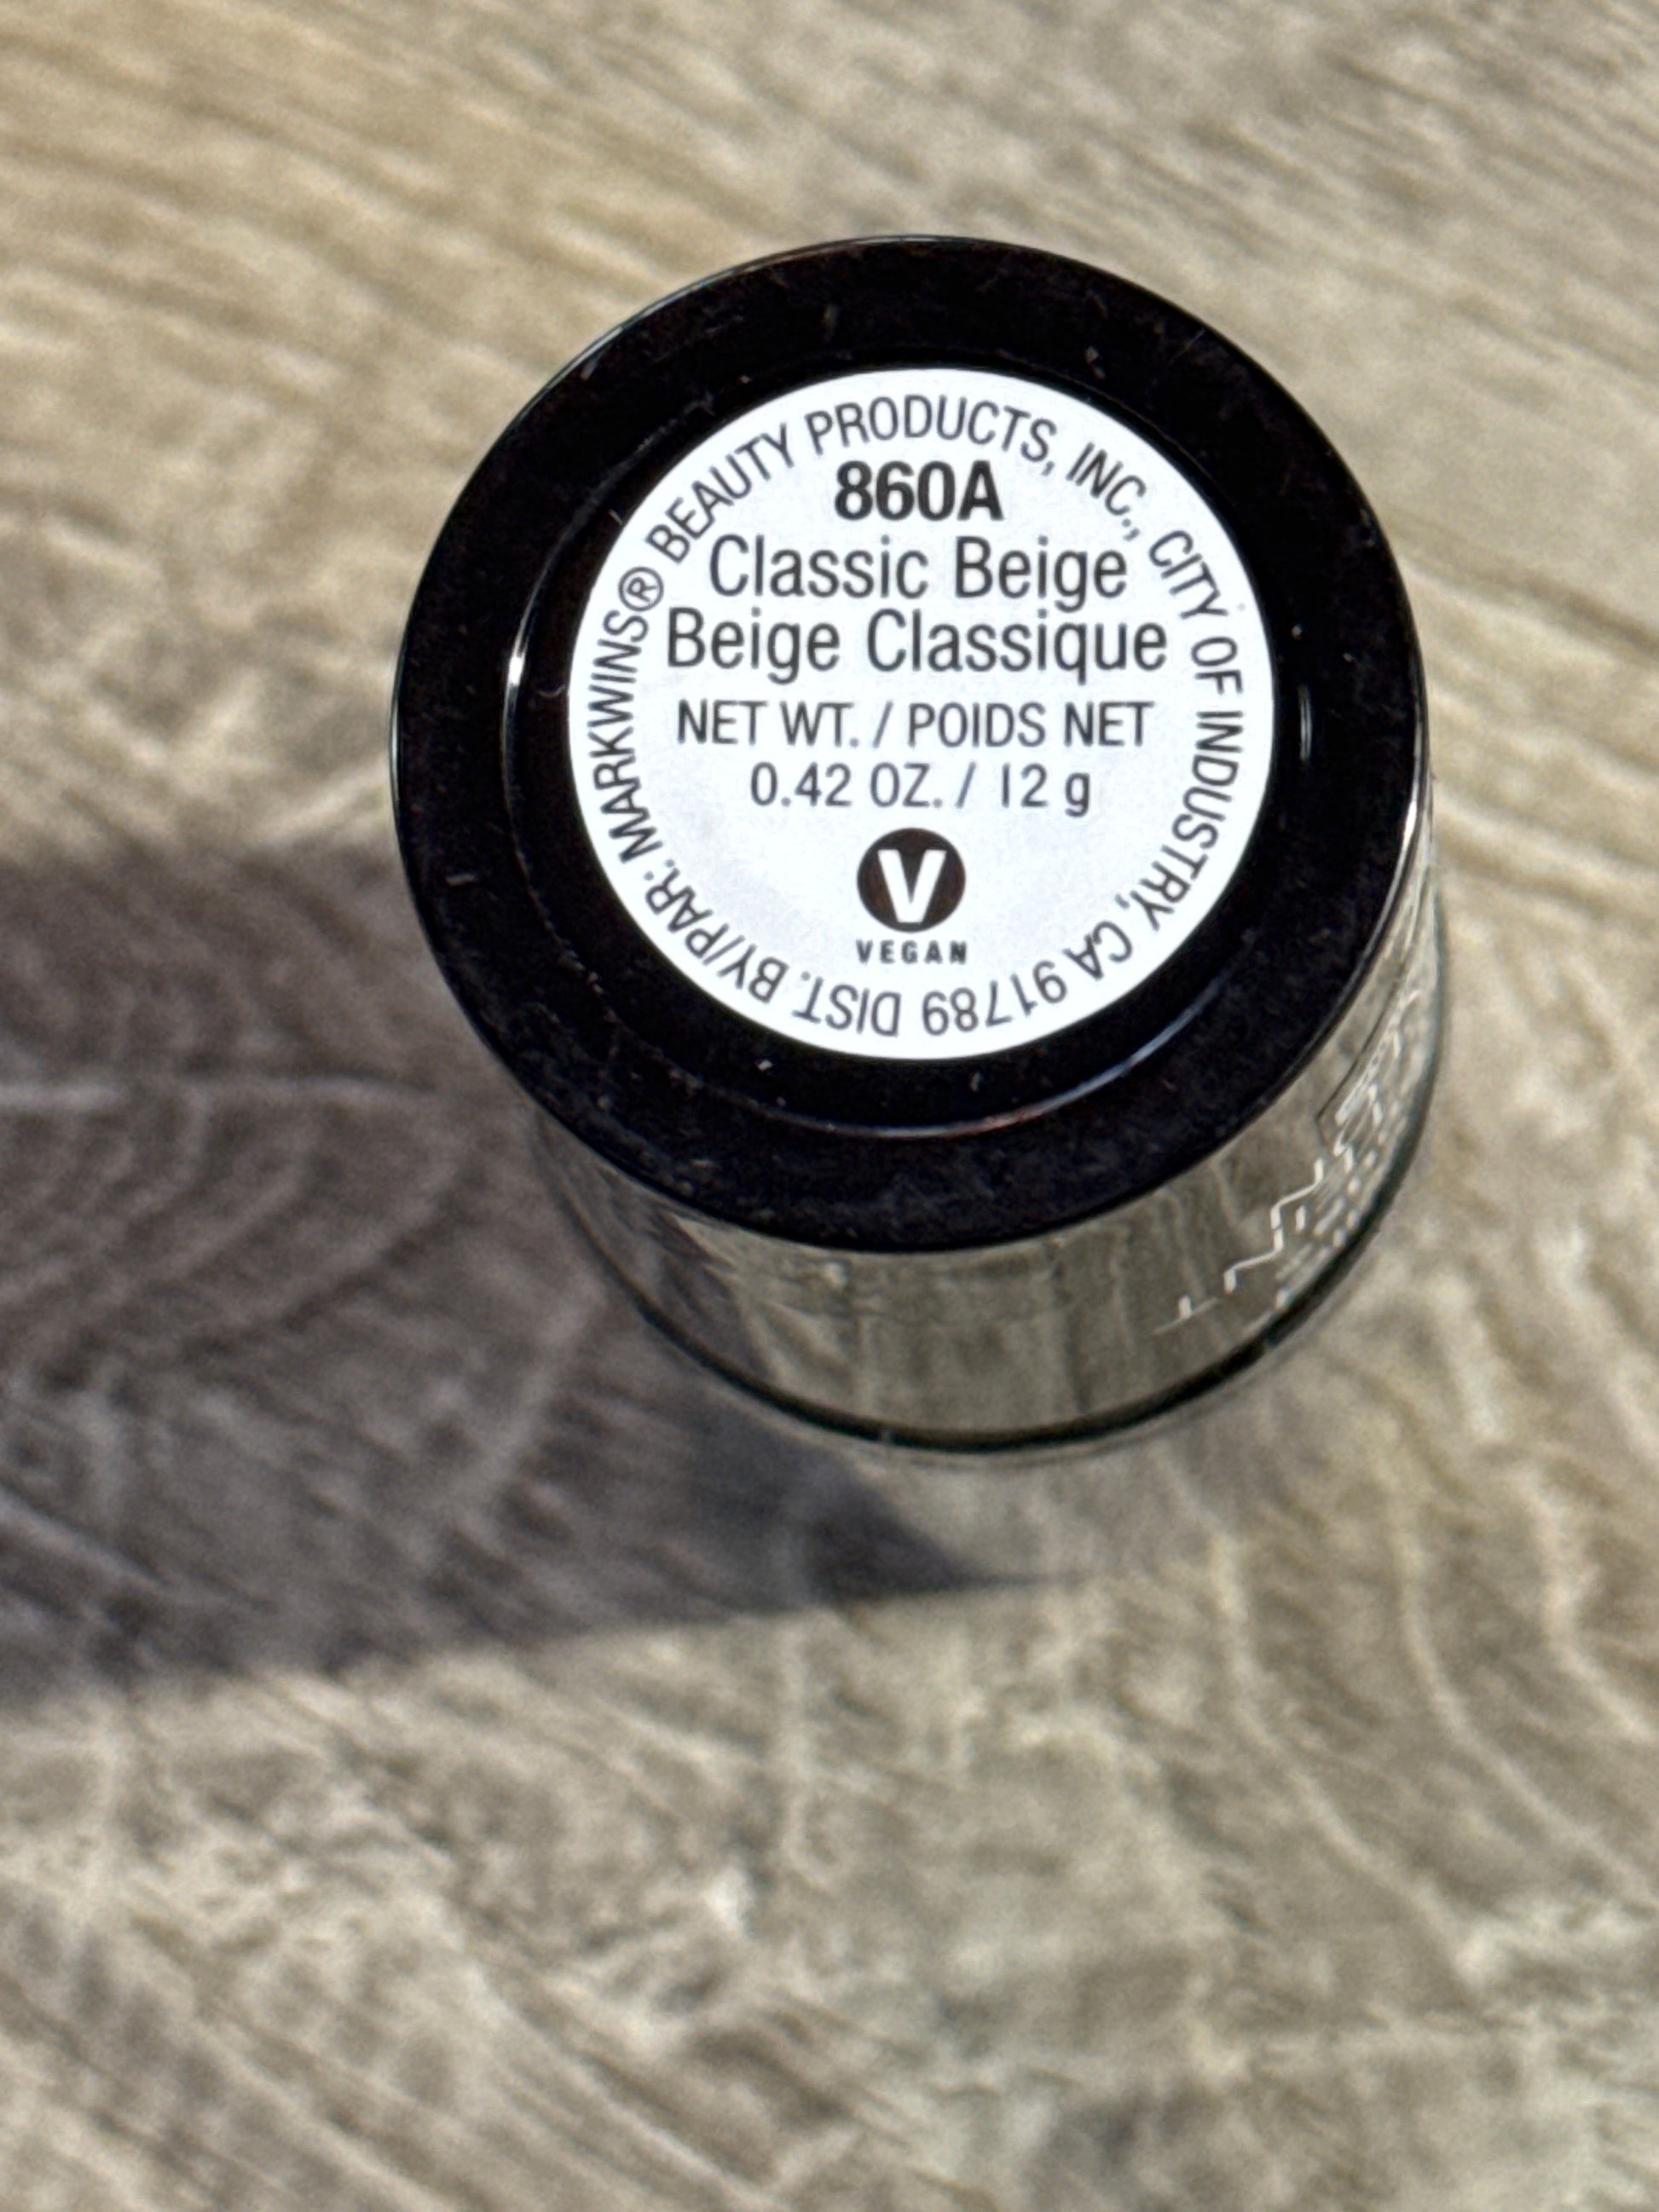 860A
Classic Beige
Beige Classique
NET WT. / POIDS NET
0.42 OZ. / 12 g
V
VEGAN
DIST. BY/PAR: MARKWINS® BEAUTY PRODUCTS, INC., CITY OF INDUSTRY, CA 91789